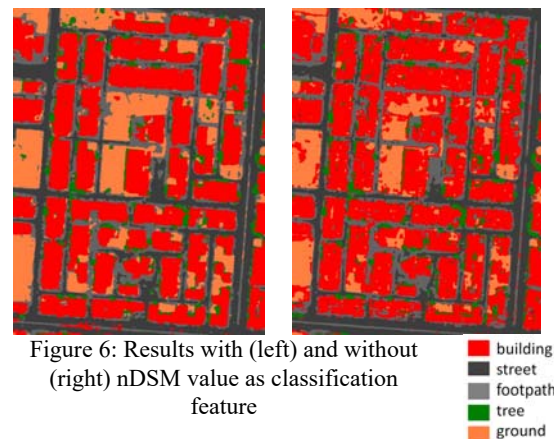 Figure 6: Results with (left) and without
(right) nDSM value as classification
feature
building
street
footpath
tree
ground